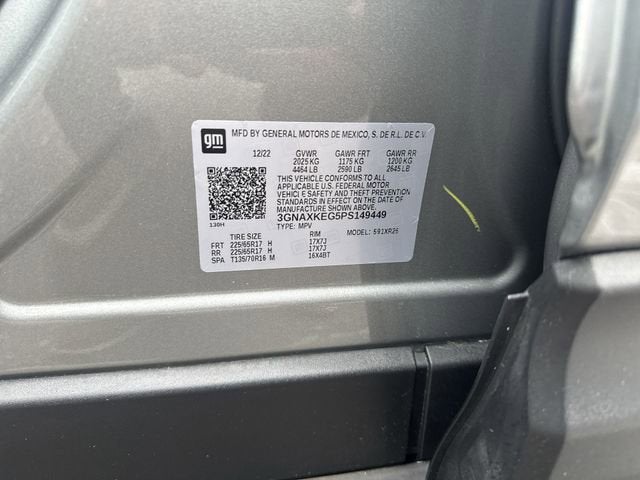 gm MFD BY GENERAL MOTORS DE MEXICO, S. DE R.L. DE C.V.
12/22 GVWR GAWR FRT GAWR RR
2025 KG 1175 KG 1200 KG
4464 LB 2590 LB 2645 LB
THIS VEHICLE CONFORMS TO ALL
APPLICABLE U.S. FEDERAL MOTOR
VEHICLE SAFETY AND THEFT PREVENTION
STANDARDS IN EFFECT ON THE DATE OF
MANUFACTURE SHOWN ABOVE.
3GNAXKEG5PS149449
130H TYPE: MPV MODEL: 591XR26
TIRE SIZE RIM
FRT 225/65R17 H 17X7J
RR 225/65R17 H 17X7J
SPA T135/70R16 M 16X4BT